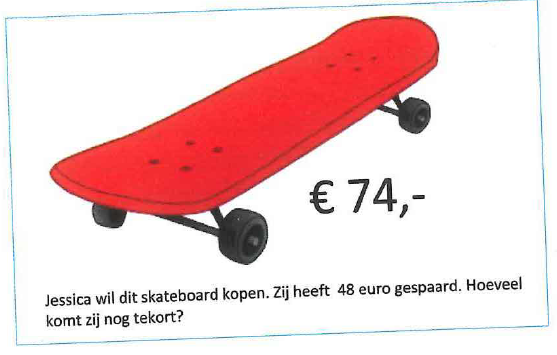 € 74,-
Jessica wil dit skateboard kopen. Zij heeft 48 euro gespaard. Hoeveel
komt zij nog tekort?